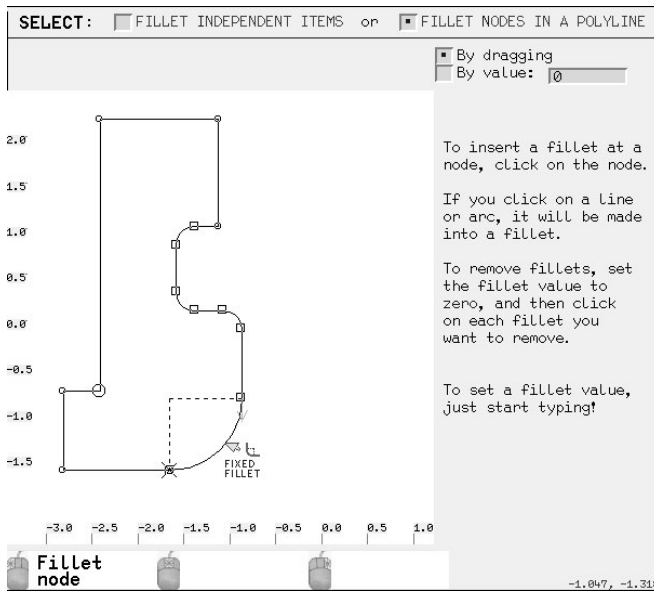 SELECT: FILLET INDEPENDENT ITEMS or FILLET NODES IN A POLYLINE
By dragging
By value: 0
To insert a fillet at a
node, click on the node.
If you click on a line
or arc, it will be made
into a fillet.
To remove fillets, set
the fillet value to
zero, and then click
on each fillet you
want to remove.
To set a fillet value,
just start typing!
2.0
1.5
1.0
0.5
0.0
-0.5
-1.0
-1.5
FIXED
FILLET
-3.0 -2.5 -2.0 -1.5 -1.0 -0.5 0.0 0.5 1.0
Fillet
node
-1.047, -1.318